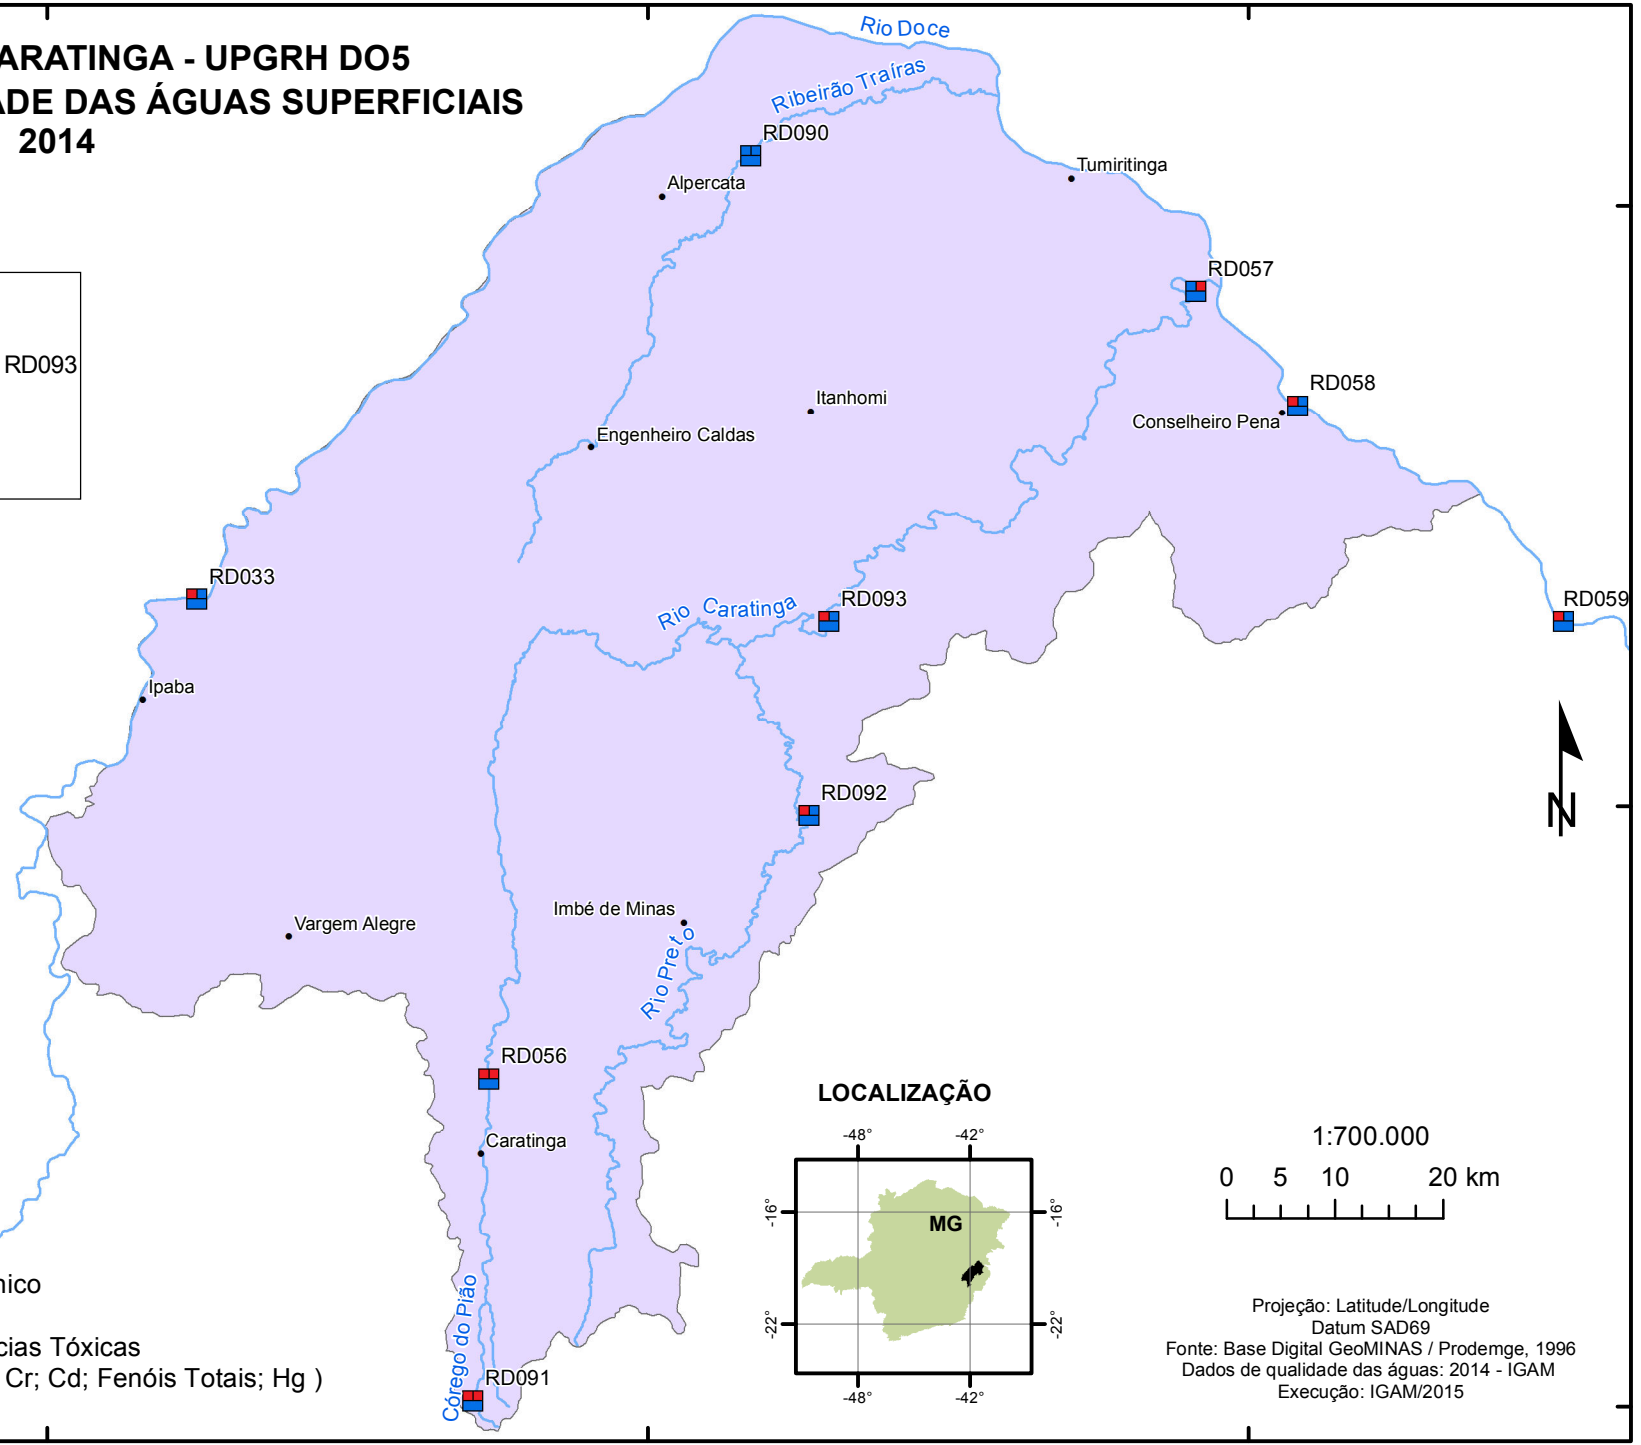 ARATINGA - UPGRH DO5
ADE DAS ÁGUAS SUPERFICIAIS
2014
Rio Doce
Ribeirão Traíras
RD090
Alpercata
Tumiritinga
RD057
RD093
RD058
Itanhomi
Conselheiro Pena
Engenheiro Caldas
RD033
Rio Caratinga
RD093
RD059
Ipaba
RD092
N
Imbé de Minas
Vargem Alegre
Rio Preto
RD056
Caratinga
LOCALIZAÇÃO
-48° -42°
-16° -16°
MG
-22° -22°
-48° -42°
1:700.000
0 5 10 20 km
nico
cias Tóxicas
Cr; Cd; Fenóis Totais; Hg )
Córrego do Pião
RD091
Projeção: Latitude/Longitude
Datum SAD69
Fonte: Base Digital GeoMINAS / Prodemge, 1996
Dados de qualidade das águas: 2014 - IGAM
Execução: IGAM/2015